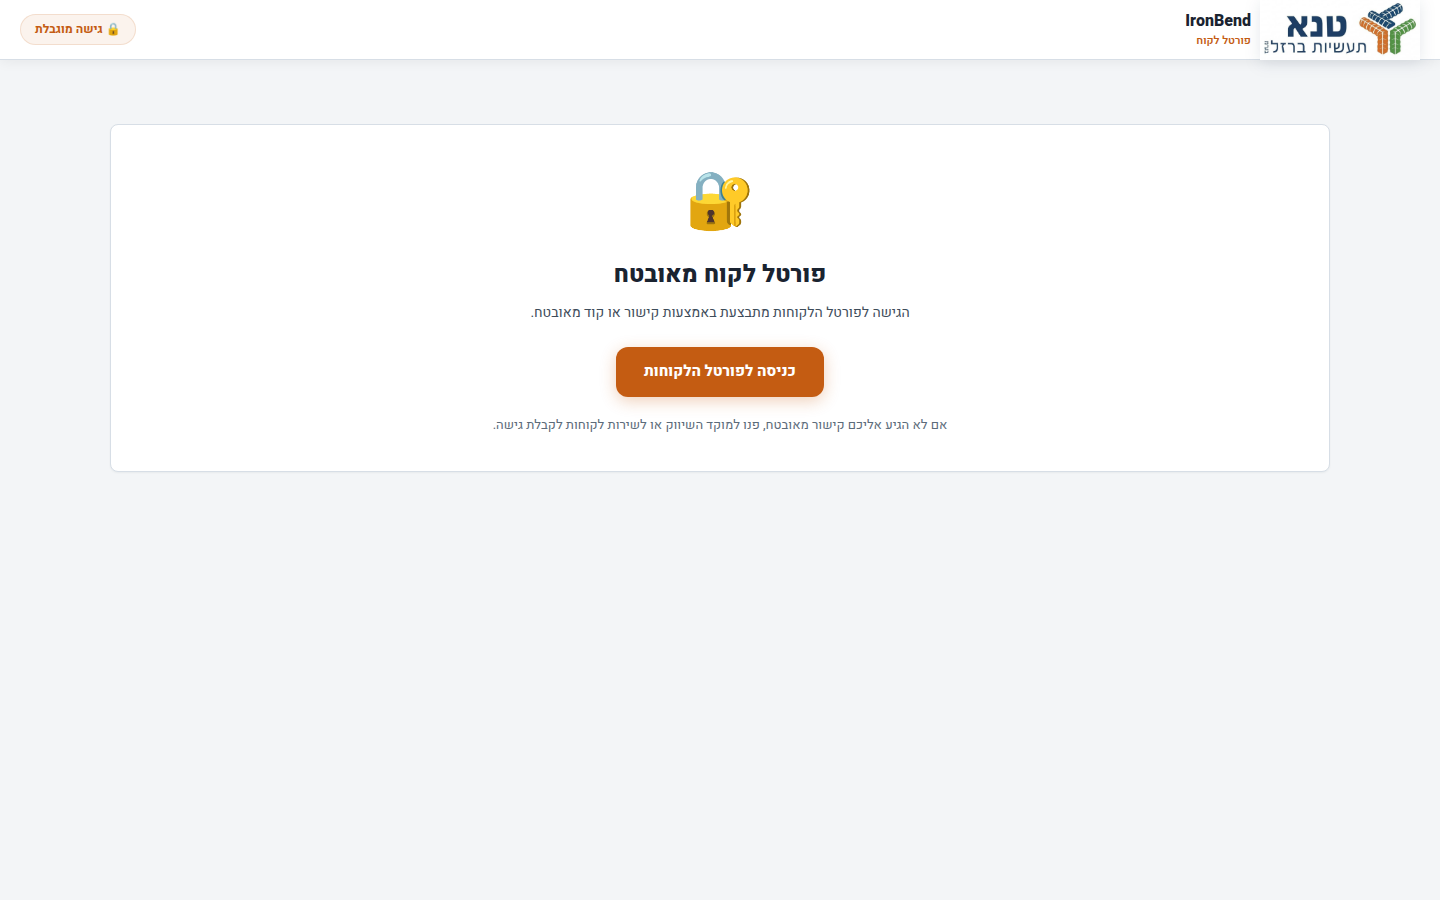 טנא
תעשיות ברזל
IronBend
פורטל לקוח
🔒 גישה מוגבלת
פורטל לקוח מאובטח
הגישה לפורטל הלקוחות מתבצעת באמצעות קישור או קוד מאובטח.
כניסה לפורטל הלקוחות
אם לא הגיע אליכם קישור מאובטח, פנו למוקד השיווק או לשירות לקוחות לקבלת גישה.